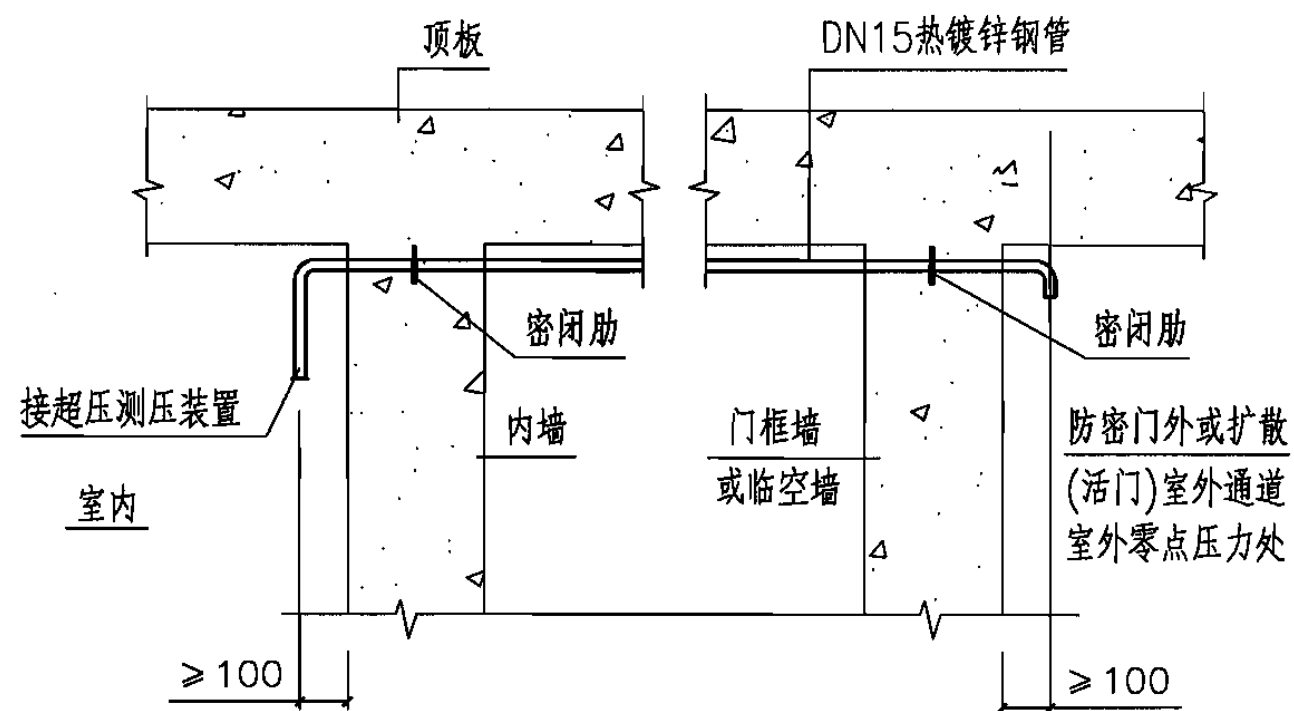 顶板
DN15热镀锌钢管
密闭肋
密闭肋
接超压测压装置
内墙
门框墙
或临空墙
防密门外或扩散
(活门)室外通道
室外零点压力处
室内
≥100
≥100